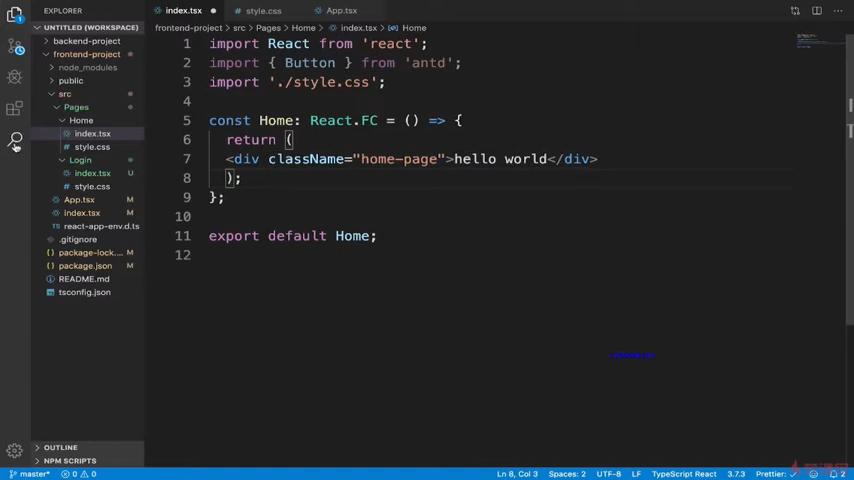 EXPLORER
index.tsx
style.css
App.tsx
UNTITLED (WORKSPACE)
frontend-project > src > Pages > Home > index.tsx > Home
backend-project
frontend-project
node_modules
public
src
Pages
Home
index.tsx
style.css
Login
index.tsx U
style.css
App.tsx M
index.tsx M
react-app-env.d.ts
.gitignore
package-lock.... M
package.json M
README.md
tsconfig.json
1 import React from 'react';
2 import { Button } from 'antd';
3 import './style.css';
4
5 const Home: React.FC = () => {
6 return (
7 <div className="home-page">hello world</div>
8 );
9 };
10
11 export default Home;
12
OUTLINE
NPM SCRIPTS
master* 0 0 Ln 8, Col 3 Spaces: 2 UTF-8 LF TypeScript React 3.7.3 Prettier: ✓ 2